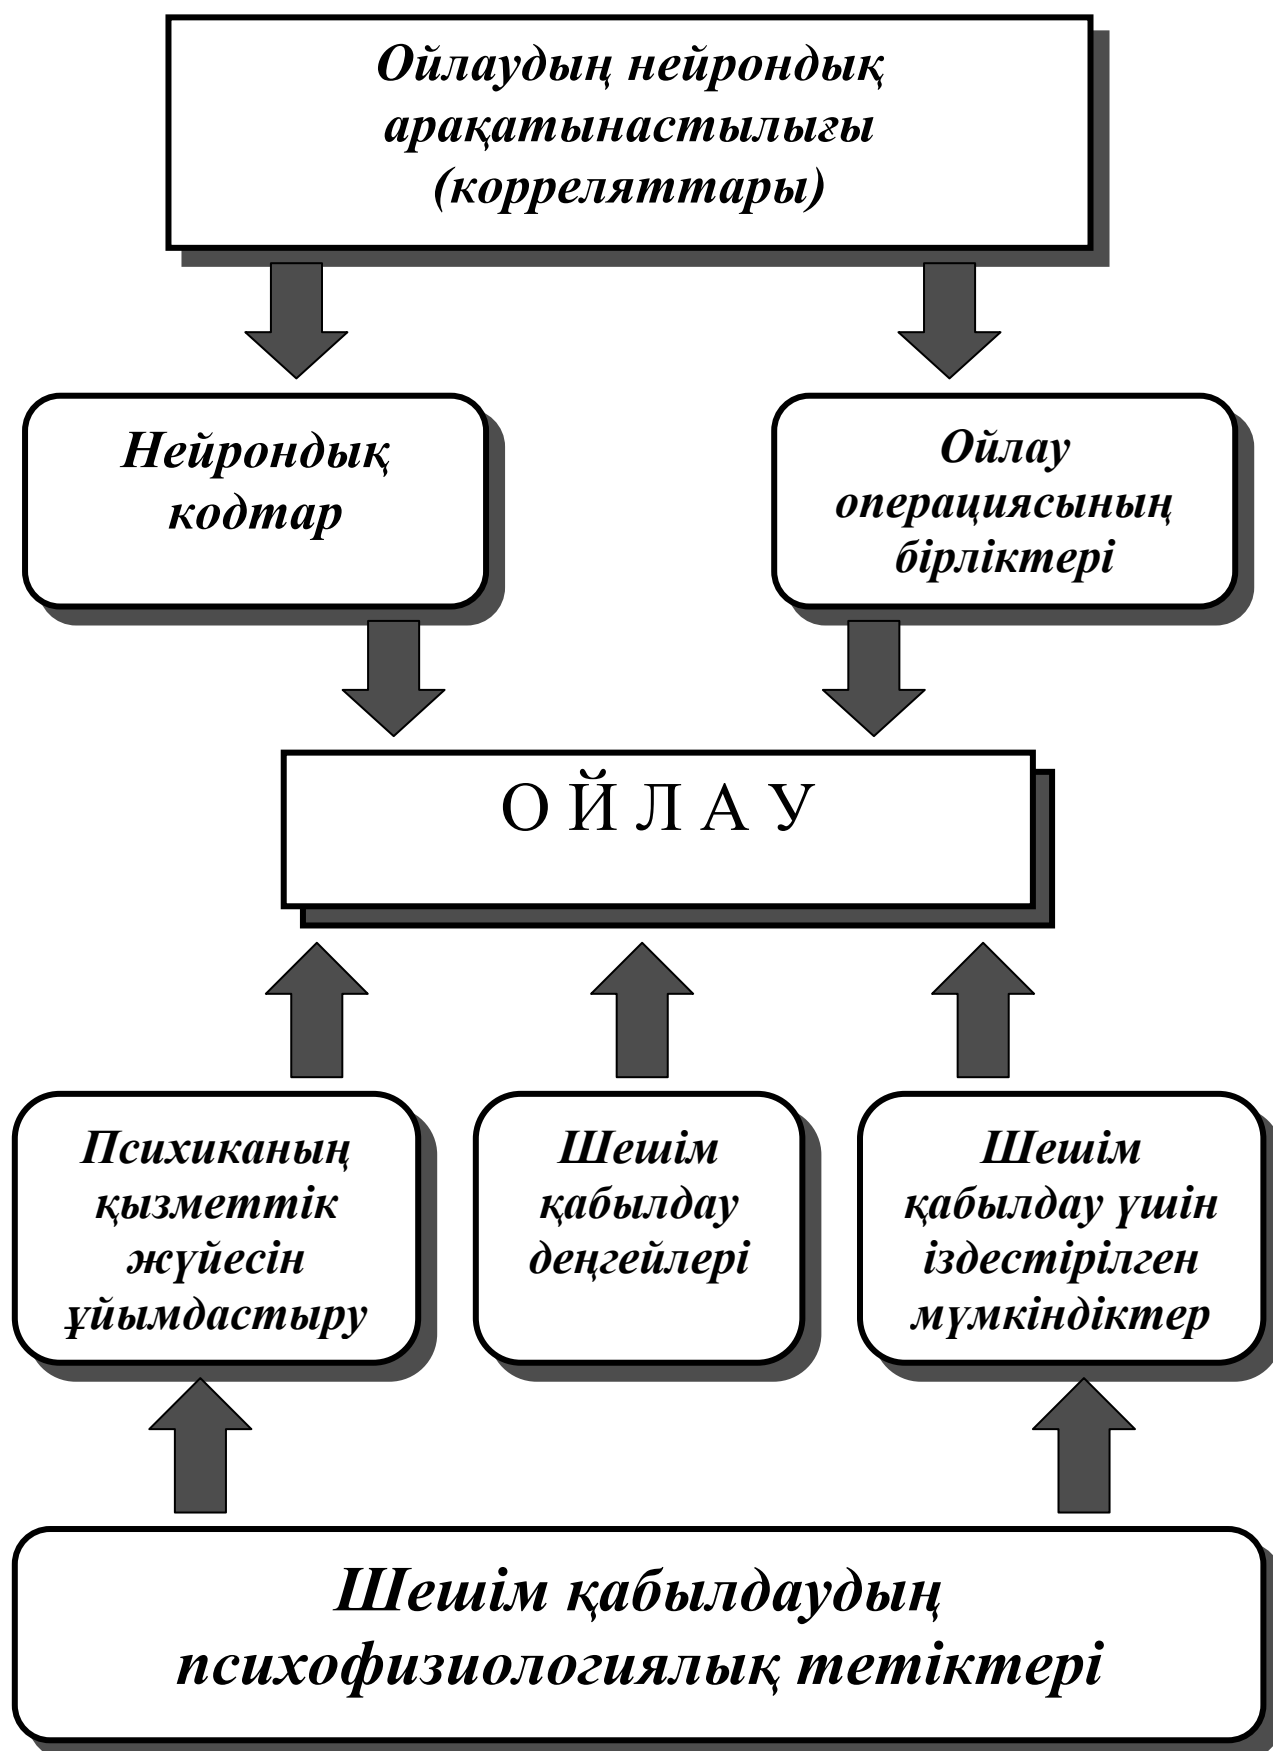 Ойлаудың нейрондық
арақатынастылығы
(корреляттары)
Нейрондық
кодтар
Ойлау
операциясының
бірліктері
О Й Л А У
Психиканың
қызметтік
жүйесін
ұйымдастыру
Шешім
қабылдау
деңгейлері
Шешім
қабылдау үшін
іздестірілген
мүмкіндіктер
Шешім қабылдаудың
психофизиологиялық тетіктері